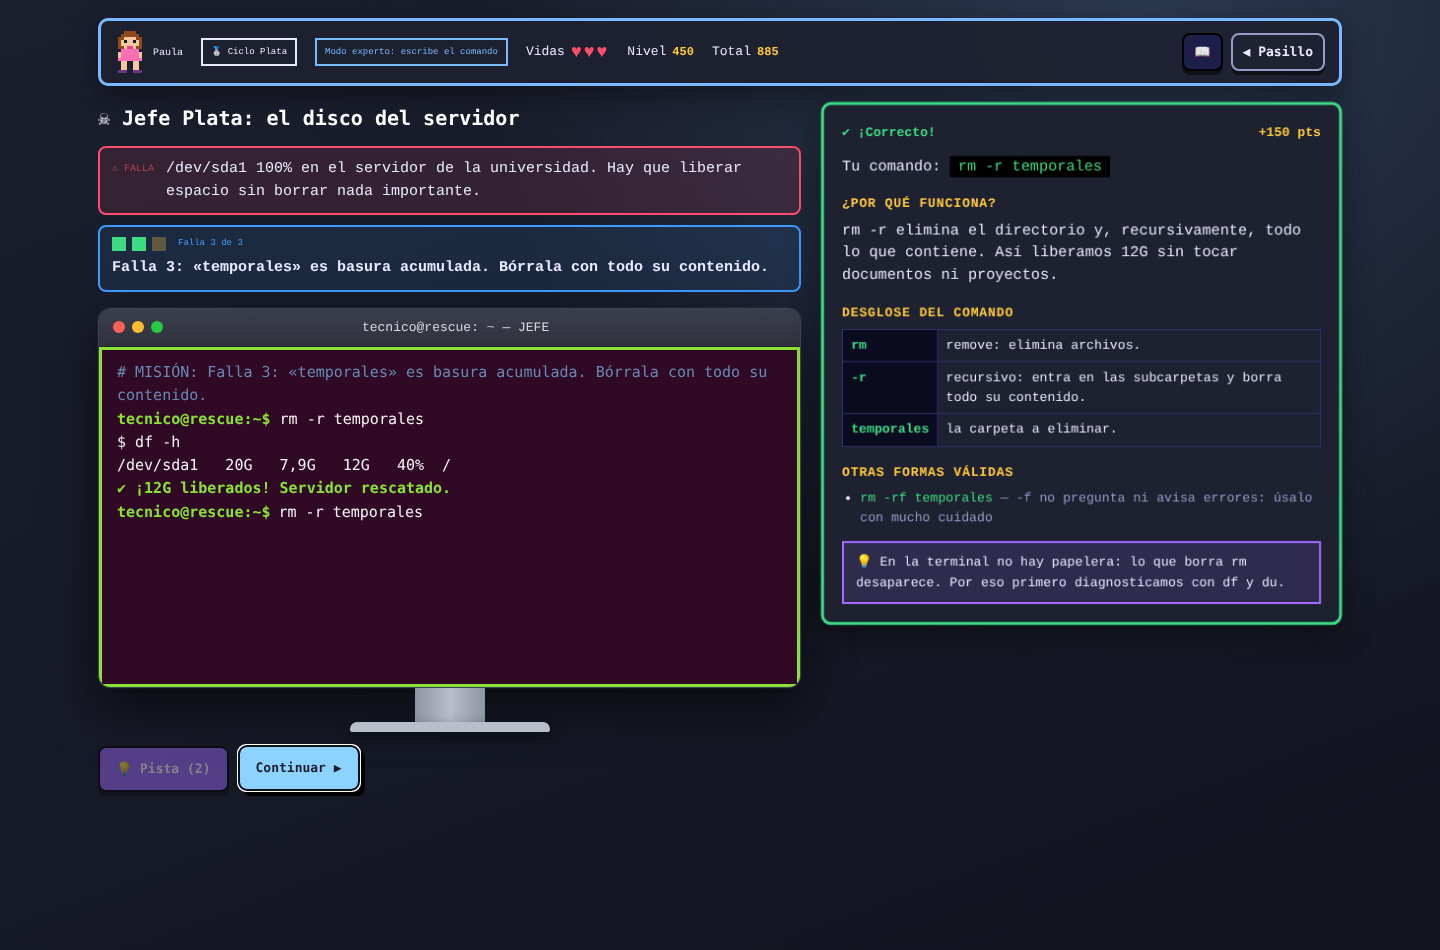 Paula
🥈 Ciclo Plata
Modo experto: escribe el comando
Vidas ♥♥♥
Nivel 450
Total 885
📖
◀ Pasillo
☠ Jefe Plata: el disco del servidor
⚠ FALLA
/dev/sda1 100% en el servidor de la universidad. Hay que liberar
espacio sin borrar nada importante.
Falla 3 de 3
Falla 3: «temporales» es basura acumulada. Bórrala con todo su contenido.
tecnico@rescue: ~ — JEFE
# MISIÓN: Falla 3: «temporales» es basura acumulada. Bórrala con todo su
contenido.
tecnico@rescue:~$ rm -r temporales
$ df -h
/dev/sda1   20G   7,9G   12G   40%  /
✔ ¡12G liberados! Servidor rescatado.
tecnico@rescue:~$ rm -r temporales
💡 Pista (2)
Continuar ▶
✔ ¡Correcto!
+150 pts
Tu comando: rm -r temporales
¿POR QUÉ FUNCIONA?
rm -r elimina el directorio y, recursivamente, todo
lo que contiene. Así liberamos 12G sin tocar
documentos ni proyectos.
DESGLOSE DEL COMANDO
rm
remove: elimina archivos.
-r
recursivo: entra en las subcarpetas y borra
todo su contenido.
temporales
la carpeta a eliminar.
OTRAS FORMAS VÁLIDAS
• rm -rf temporales — -f no pregunta ni avisa errores: úsalo
con mucho cuidado
💡 En la terminal no hay papelera: lo que borra rm
desaparece. Por eso primero diagnosticamos con df y du.